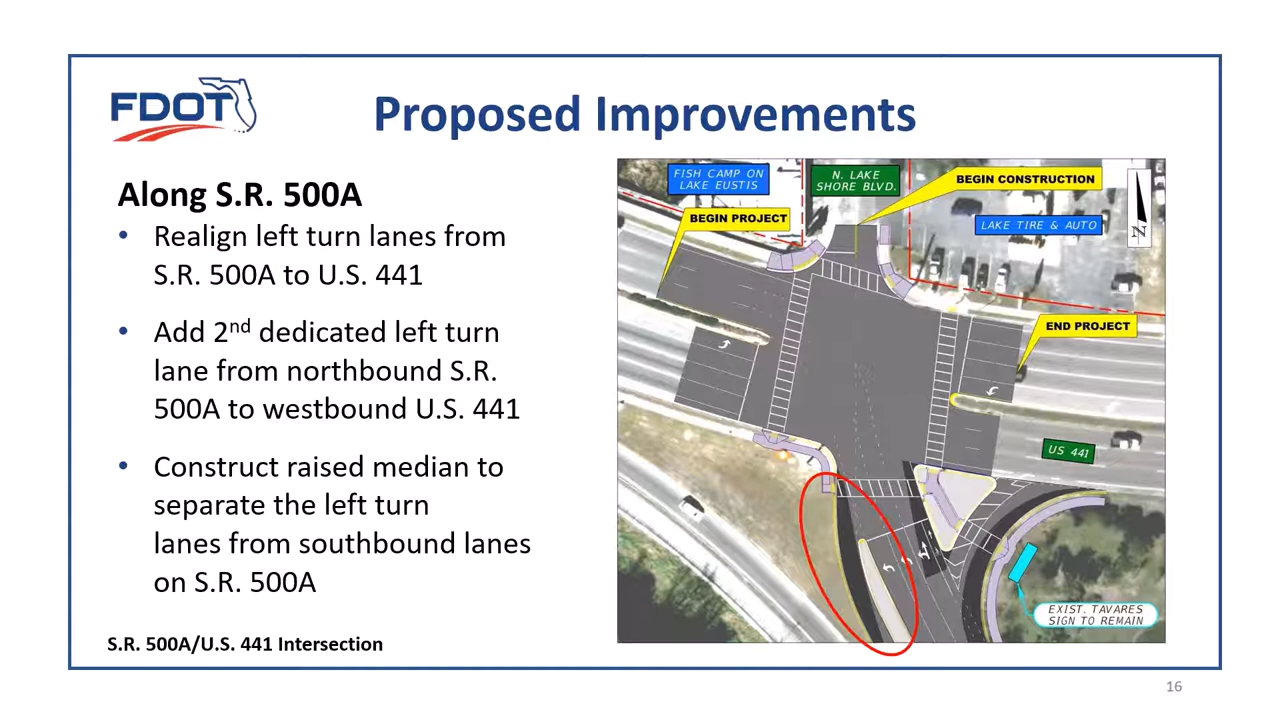 FDOT
Proposed Improvements
Along S.R. 500A
• Realign left turn lanes from
S.R. 500A to U.S. 441
• Add 2nd dedicated left turn
lane from northbound S.R.
500A to westbound U.S. 441
• Construct raised median to
separate the left turn
lanes from southbound lanes
on S.R. 500A
S.R. 500A/U.S. 441 Intersection
FISH CAMP ON
LAKE EUSTIS
N. LAKE
SHORE BLVD.
BEGIN CONSTRUCTION
BEGIN PROJECT
LAKE TIRE & AUTO
N
END PROJECT
US 441
EXIST. TAVARES
SIGN TO REMAIN
16